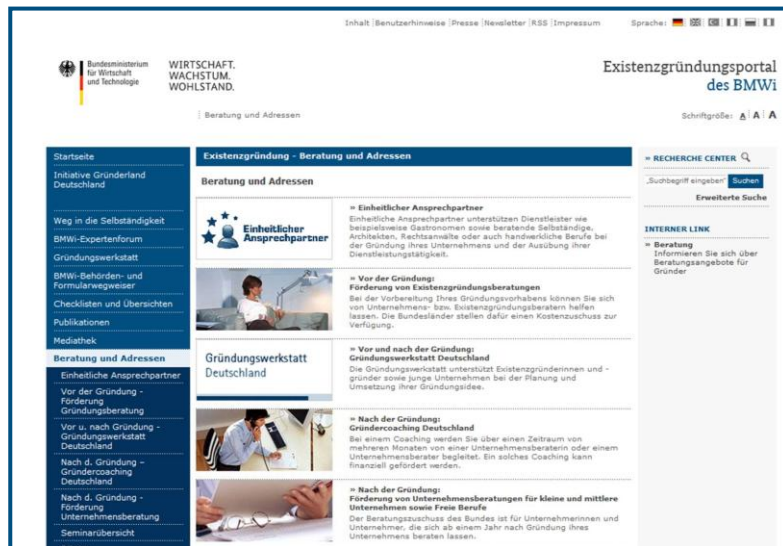 Inhalt |Benutzerhinweise |Presse |Newsletter |RSS |Impressum
Sprache:
Bundesministerium
für Wirtschaft
und Technologie
WIRTSCHAFT.
WACHSTUM.
WOHLSTAND.
Existenzgründungsportal
des BMWi
| Beratung und Adressen
Schriftgröße: A | A | A
Startseite
Initiative Gründerland
Deutschland
Weg in die Selbständigkeit
BMWi-Expertenforum
Gründungswerkstatt
BMWi-Behörden- und
Formularwegweiser
Checklisten und Übersichten
Publikationen
Mediathek
Beratung und Adressen
Einheitliche Ansprechpartner
Vor der Gründung -
Förderung
Gründungsberatung
Vor u. nach Gründung -
Gründungswerkstatt
Deutschland
Nach d. Gründung –
Gründercoaching
Deutschland
Nach d. Gründung -
Förderung
Unternehmensberatung
Seminarübersicht
Existenzgründung - Beratung und Adressen
Beratung und Adressen
Einheitlicher
Ansprechpartner
» Einheitlicher Ansprechpartner
Einheitliche Ansprechpartner unterstützen Dienstleister wie
beispielsweise Gastronomen sowie beratende Selbständige,
Architekten, Rechtsanwälte oder auch handwerkliche Berufe bei
der Gründung ihres Unternehmens und der Ausübung ihrer
Dienstleistungstätigkeit.
» Vor der Gründung:
Förderung von Existenzgründungsberatungen
Bei der Vorbereitung Ihres Gründungsvorhabens können Sie sich
von Unternehmens- bzw. Existenzgründungsberatern helfen
lassen. Die Bundesländer stellen dafür einen Kostenzuschuss zur
Verfügung.
Gründungswerkstatt
Deutschland
» Vor und nach der Gründung:
Gründungswerkstatt Deutschland
Die Gründungswerkstatt unterstützt Existenzgründerinnen und -
gründer sowie junge Unternehmen bei der Planung und
Umsetzung ihrer Gründungsidee.
» Nach der Gründung:
Gründercoaching Deutschland
Bei einem Coaching werden Sie über einen Zeitraum von
mehreren Monaten von einer Unternehmensberaterin oder einem
Unternehmensberater begleitet. Ein solches Coaching kann
finanziell gefördert werden.
» Nach der Gründung:
Förderung von Unternehmensberatungen für kleine und mittlere
Unternehmen sowie Freie Berufe
Der Beratungszuschuss des Bundes ist für Unternehmerinnen und
Unternehmer, die sich ab einem Jahr nach Gründung ihres
Unternehmens beraten lassen.
» RECHERCHE CENTER
„Suchbegriff eingeben" Suchen
Erweiterte Suche
INTERNER LINK
» Beratung
Informieren Sie sich über
Beratungsangebote für
Gründer